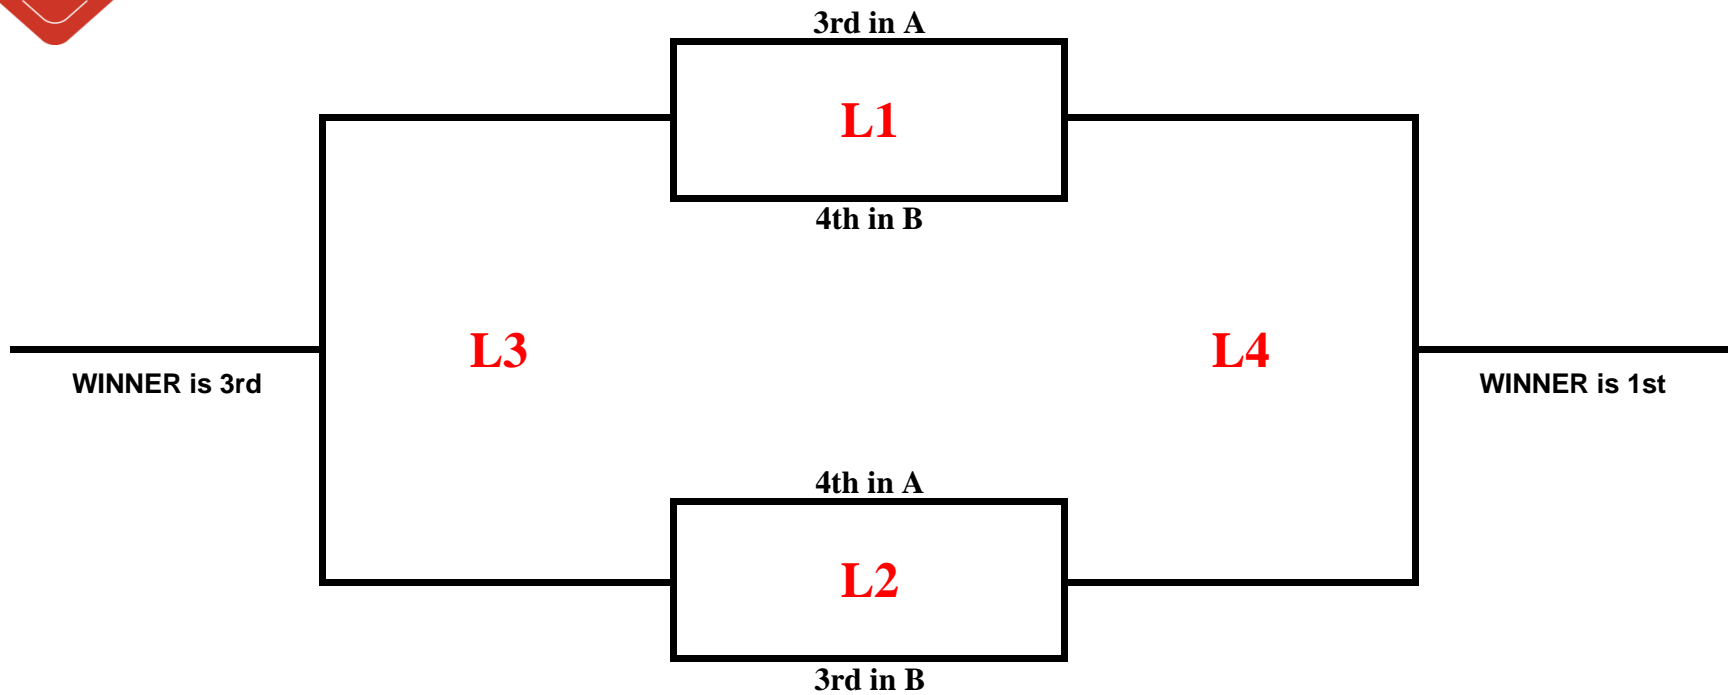 3rd in A
L1
4th in B
L3
L4
WINNER is 3rd
WINNER is 1st
4th in A
L2
3rd in B